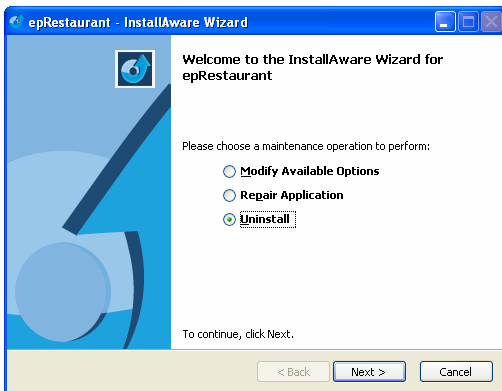 epRestaurant - InstallAware Wizard
Welcome to the InstallAware Wizard for
epRestaurant
Please choose a maintenance operation to perform:
Modify Available Options
Repair Application
Uninstall
To continue, click Next.
< Back
Next >
Cancel